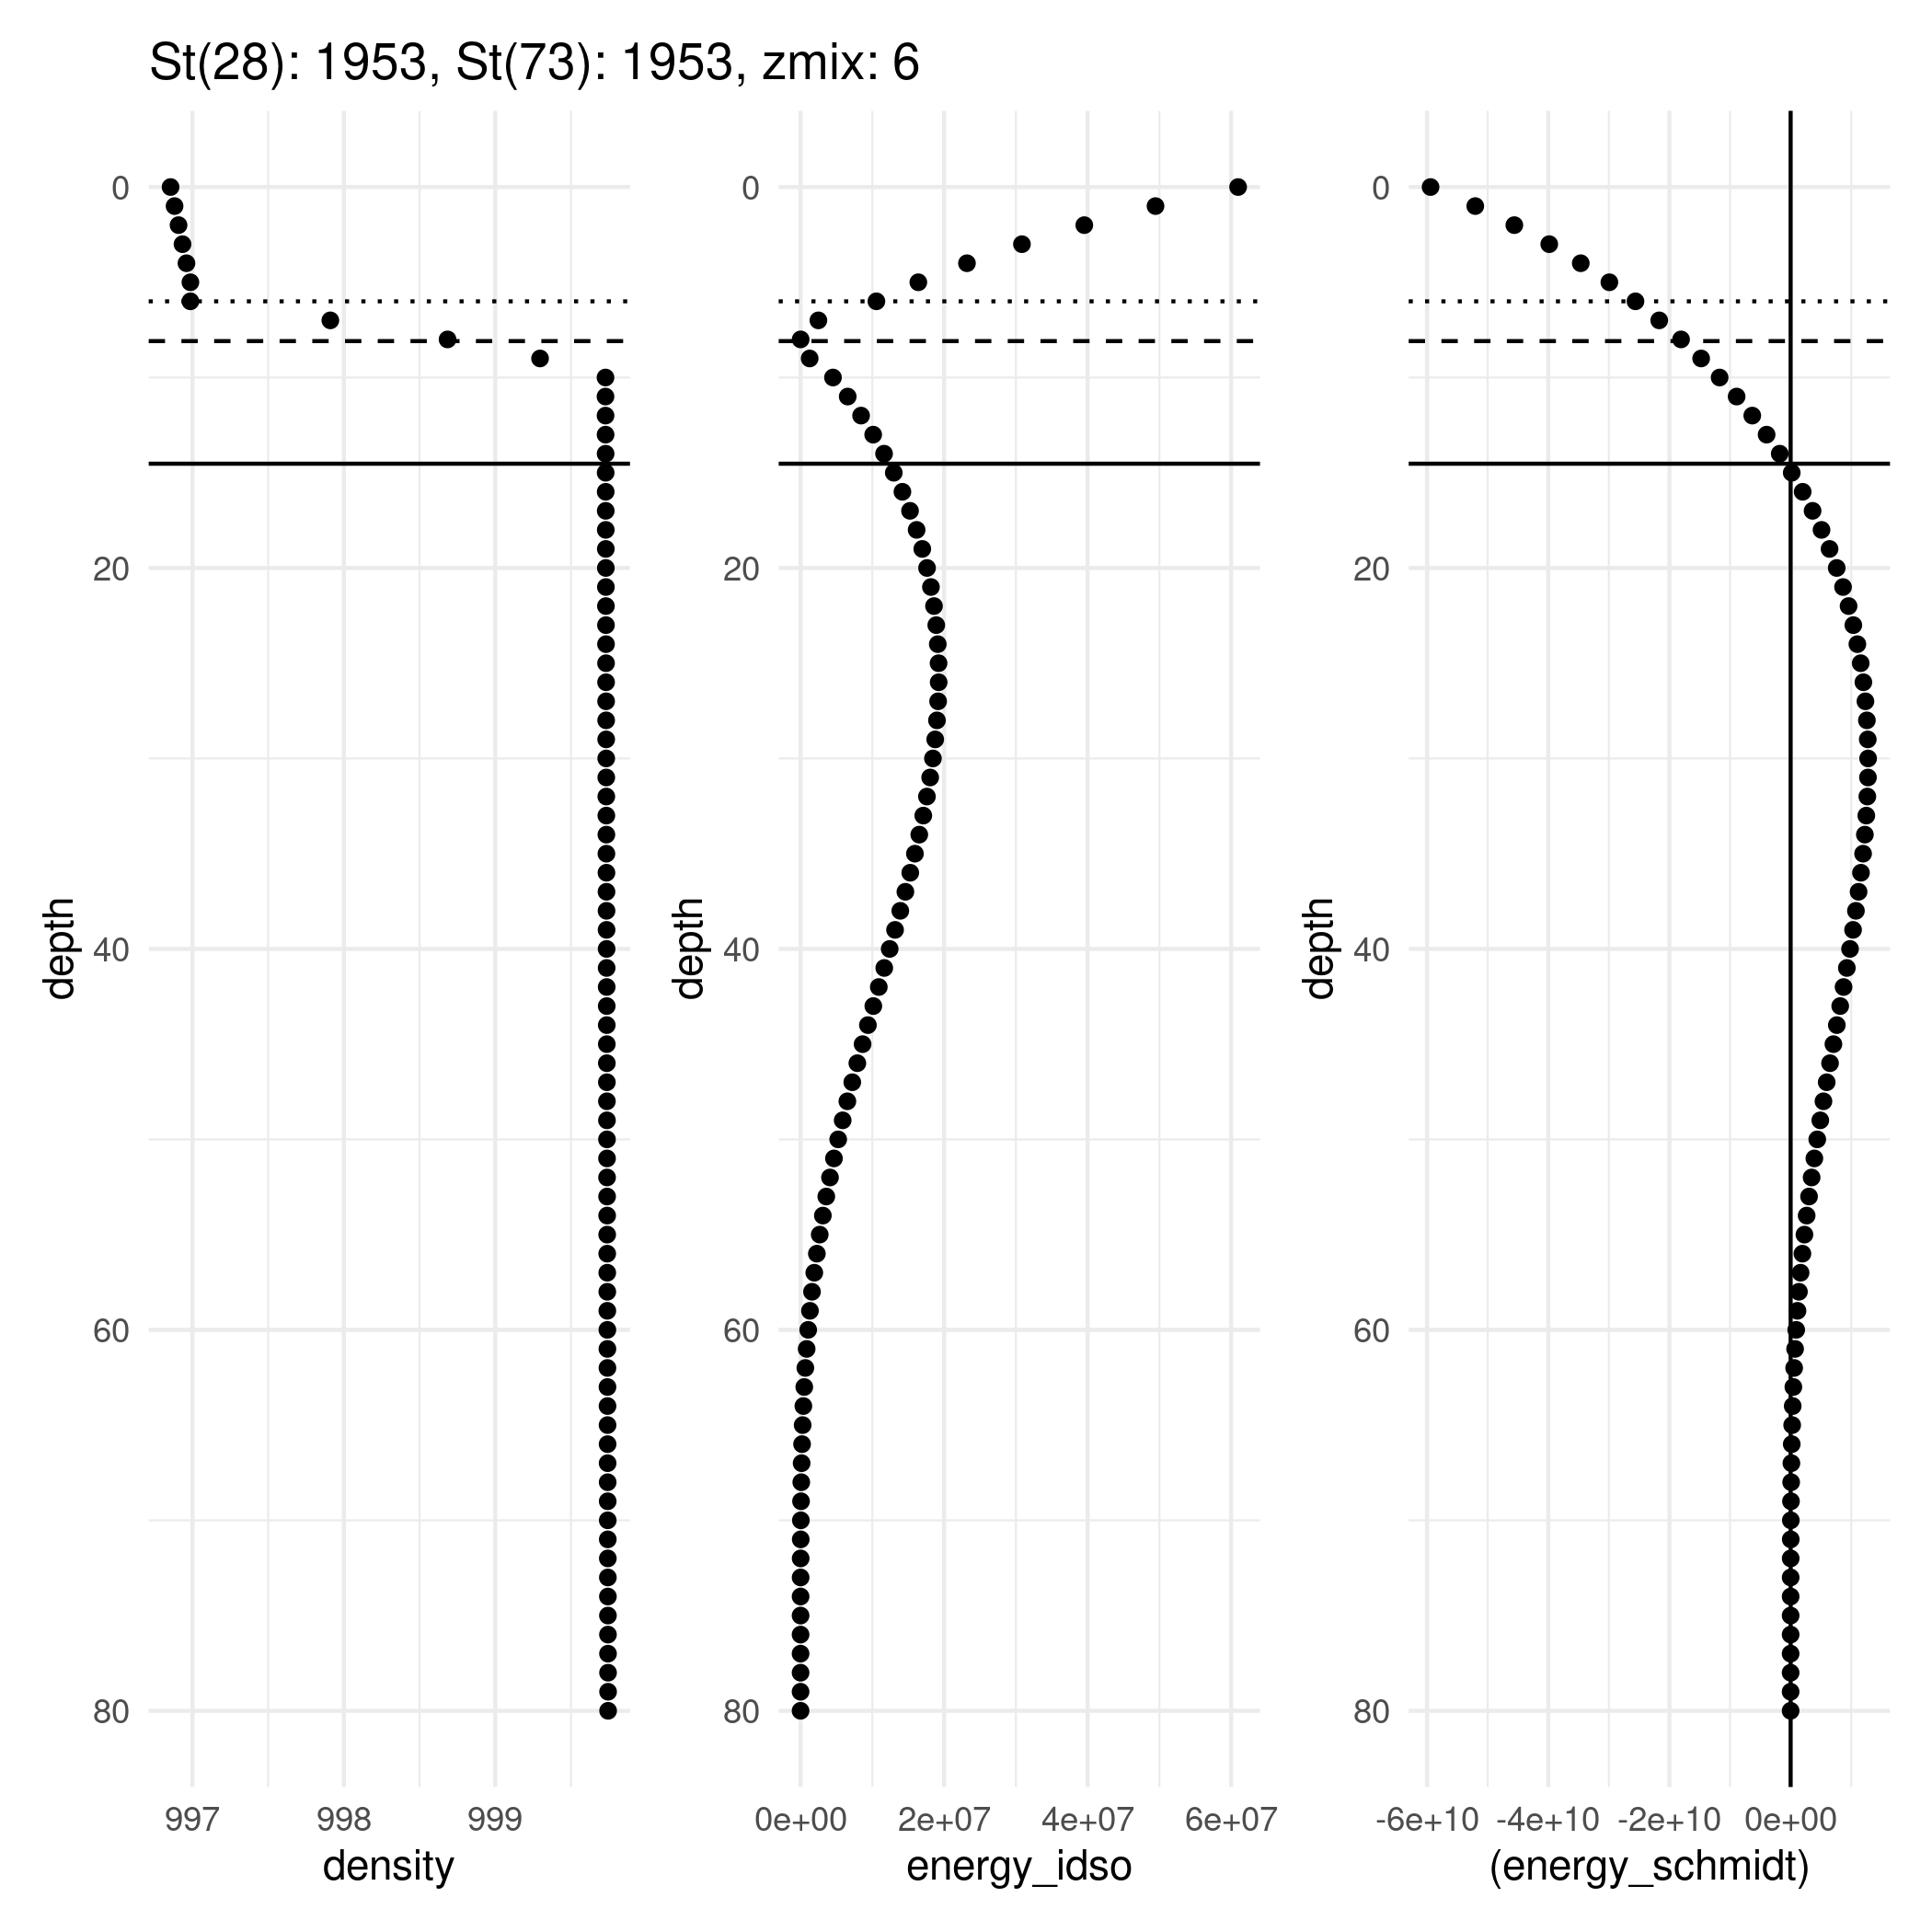 St(28): 1953, St(73): 1953, zmix: 6
0
20
40
60
80
depth
997 998 999
density
0
20
40
60
80
depth
0e+00 2e+07 4e+07 6e+07
energy_idso
0
20
40
60
80
depth
-6e+10 -4e+10 -2e+10 0e+00
(energy_schmidt)